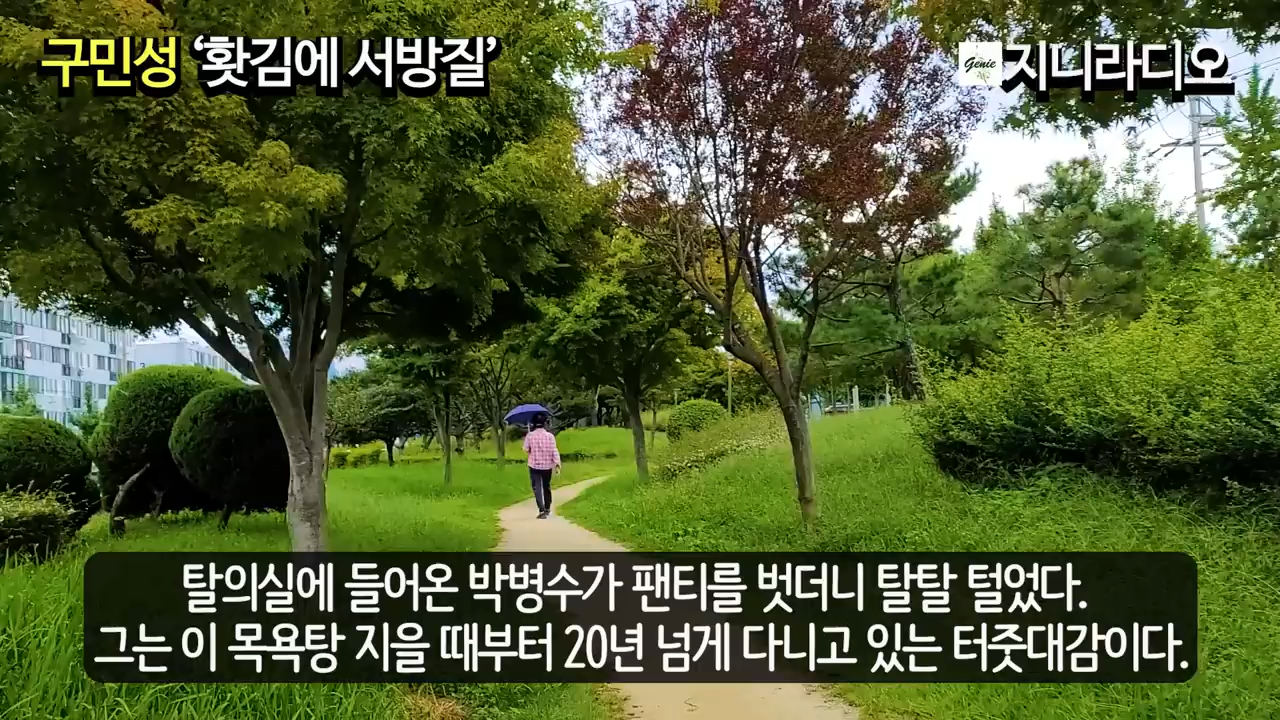 구민성 ‘홧김에 서방질’
Genie 지니라디오
탈의실에 들어온 박병수가 팬티를 벗더니 탈탈 털었다.
그는 이 목욕탕 지을 때부터 20년 넘게 다니고 있는 터줏대감이다.